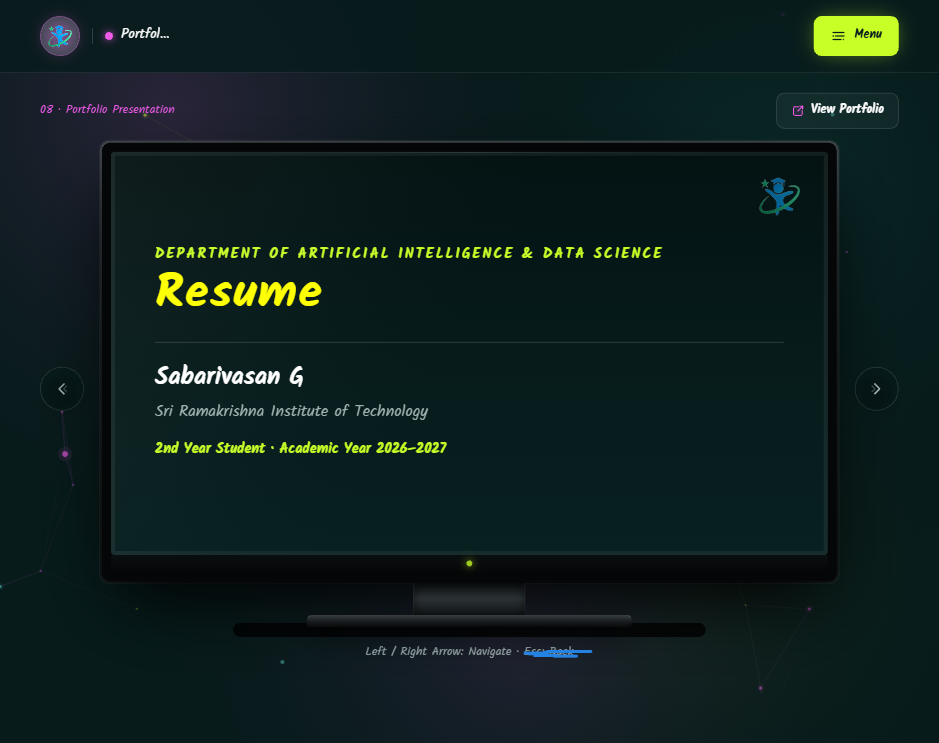 Portfol...
Menu
08 · Portfolio Presentation
View Portfolio
DEPARTMENT OF ARTIFICIAL INTELLIGENCE & DATA SCIENCE
Resume
Sabarivasan G
Sri Ramakrishna Institute of Technology
2nd Year Student · Academic Year 2026–2027
Left / Right Arrow: Navigate ·